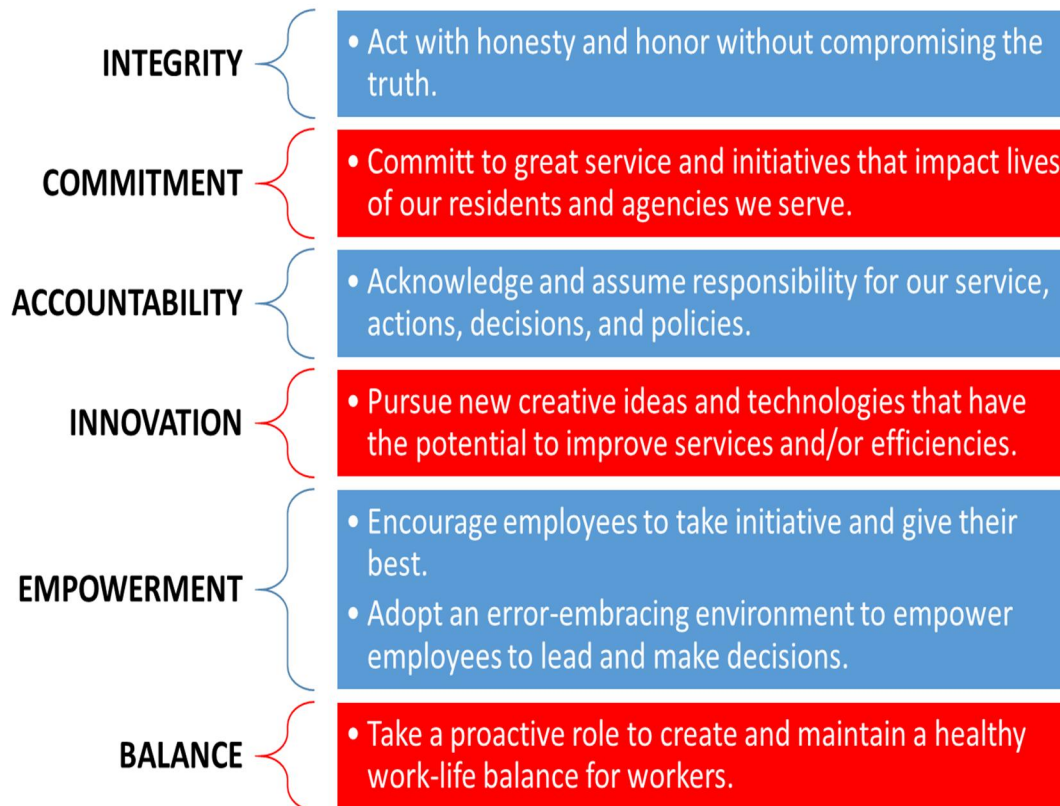 INTEGRITY
• Act with honesty and honor without compromising the
truth.
COMMITMENT
• Committ to great service and initiatives that impact lives
of our residents and agencies we serve.
ACCOUNTABILITY
• Acknowledge and assume responsibility for our service,
actions, decisions, and policies.
INNOVATION
• Pursue new creative ideas and technologies that have
the potential to improve services and/or efficiencies.
EMPOWERMENT
• Encourage employees to take initiative and give their
best.
• Adopt an error-embracing environment to empower
employees to lead and make decisions.
BALANCE
• Take a proactive role to create and maintain a healthy
work-life balance for workers.